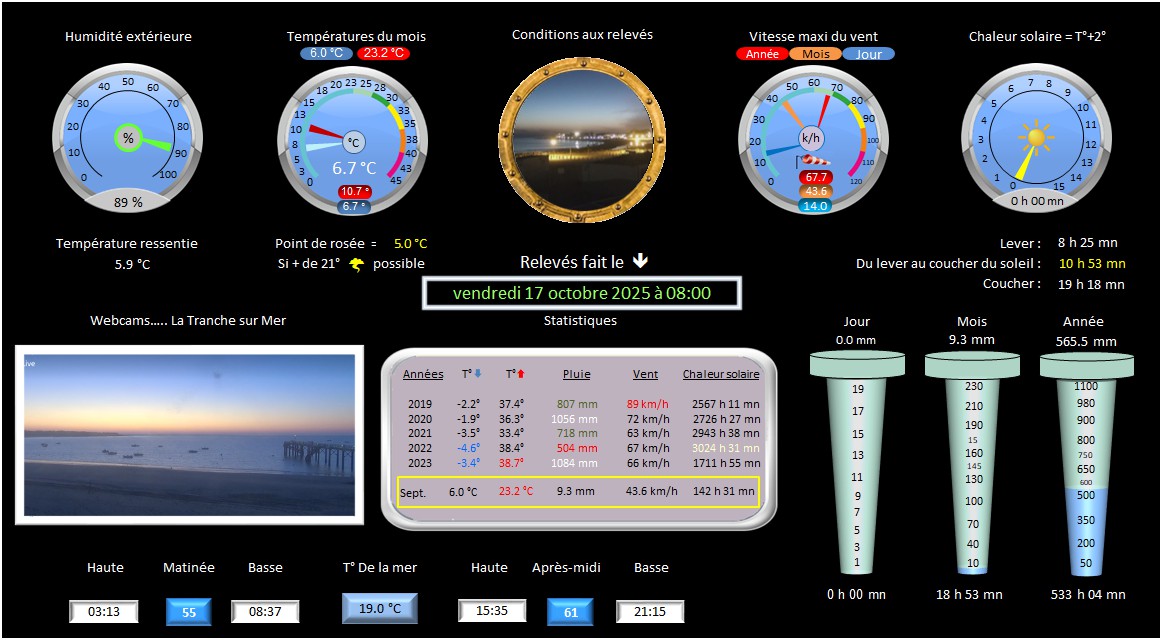 Humidité extérieure
Températures du mois
6.0 °C 23.2 °C
Conditions aux relevés
Vitesse maxi du vent
Année Mois Jour
Chaleur solaire = T°+2°
0 10 20 30 40 50 60 70 80 90 100
%
89 %
0 3 5 8 10 13 15 18 20 23 25 28 30 33 35 38 40 43 45
°C
6.7 °C
10.7 °
6.7 °
0 10 20 30 40 50 60 70 80 90 100 110 120
k/h
67.7
43.6
14.0
0 1 2 3 4 5 6 7 8 9 10 11 12 13 14 15
0 h 00 mn
Température ressentie
5.9 °C
Point de rosée = 5.0 °C
Si + de 21° possible
Relevés fait le
vendredi 17 octobre 2025 à 08:00
Lever : 8 h 25 mn
Du lever au coucher du soleil : 10 h 53 mn
Coucher : 19 h 18 mn
Webcams..... La Tranche sur Mer
Live
Statistiques
Années T° T° Pluie Vent Chaleur solaire
2019 -2.2° 37.4° 807 mm 89 km/h 2567 h 11 mn
2020 -1.9° 36.3° 1056 mm 72 km/h 2726 h 27 mn
2021 -3.5° 33.4° 718 mm 63 km/h 2943 h 38 mn
2022 -4.6° 38.4° 504 mm 67 km/h 3024 h 31 mn
2023 -3.4° 38.7° 1084 mm 66 km/h 1711 h 55 mn
Sept. 6.0 °C 23.2 °C 9.3 mm 43.6 km/h 142 h 31 mn
Jour
0.0 mm
19
17
15
13
11
9
7
5
3
1
0 h 00 mn
Mois
9.3 mm
230
210
190
15
160
145
130
100
70
40
10
18 h 53 mn
Année
565.5 mm
1100
980
900
800
750
650
600
500
350
200
50
533 h 04 mn
Haute Matinée Basse
03:13 55 08:37
T° De la mer
19.0 °C
Haute Après-midi Basse
15:35 61 21:15